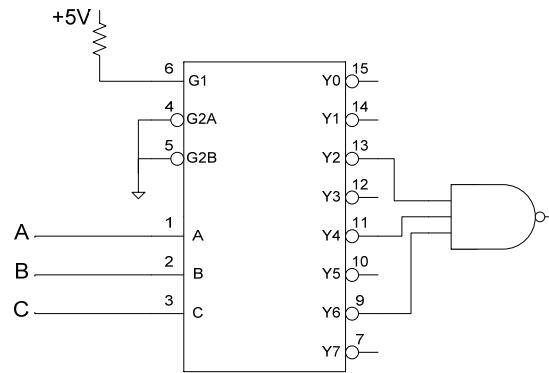 +5V
6 G1 Y0 15
4 G2A Y1 14
5 G2B Y2 13
Y3 12
A 1 A Y4 11
B 2 B Y5 10
C 3 C Y6 9
Y7 7